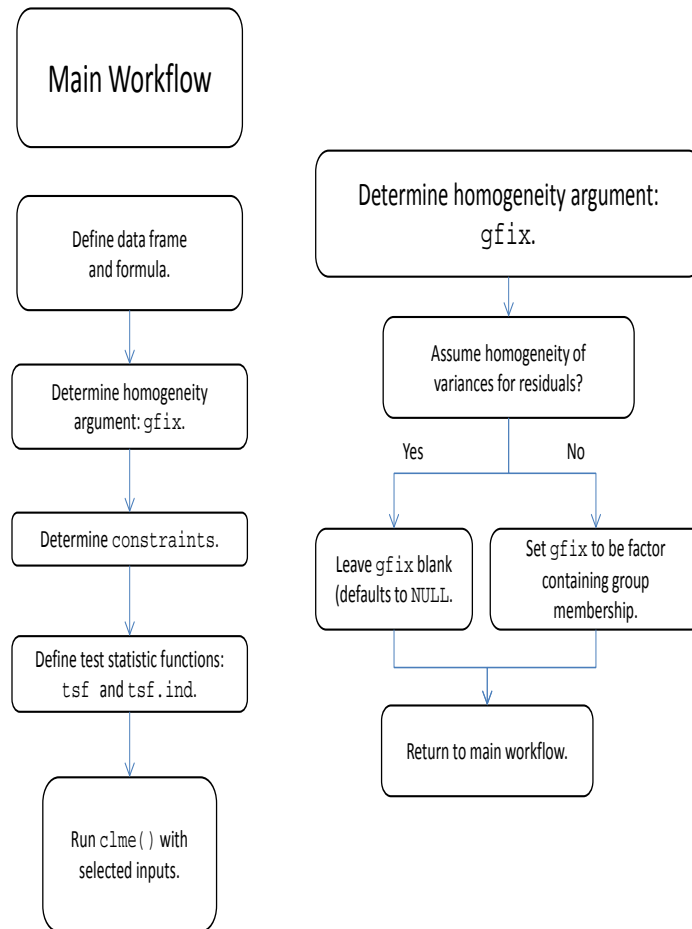 Main Workflow
Define data frame
and formula.
Determine homogeneity
argument: gfix.
Determine constraints.
Define test statistic functions:
tsf and tsf.ind.
Run clme() with
selected inputs.
Determine homogeneity argument:
gfix.
Assume homogeneity of
variances for residuals?
Yes
No
Leave gfix blank
(defaults to NULL.
Set gfix to be factor
containing group
membership.
Return to main workflow.